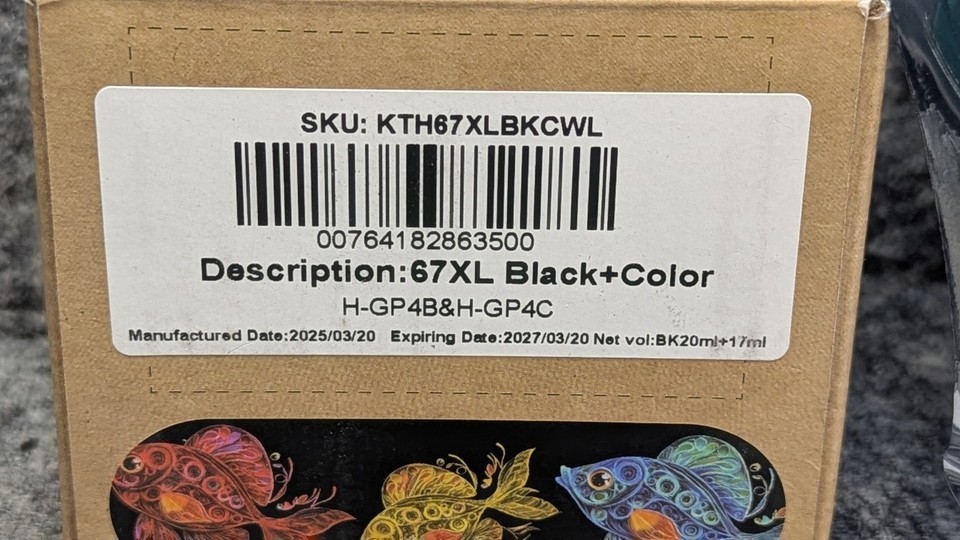 SKU: KTH67XLBKCWL
00764182863500
Description:67XL Black+Color
H-GP4B&H-GP4C
Manufactured Date:2025/03/20 Expiring Date:2027/03/20 Net vol:BK20ml+17ml